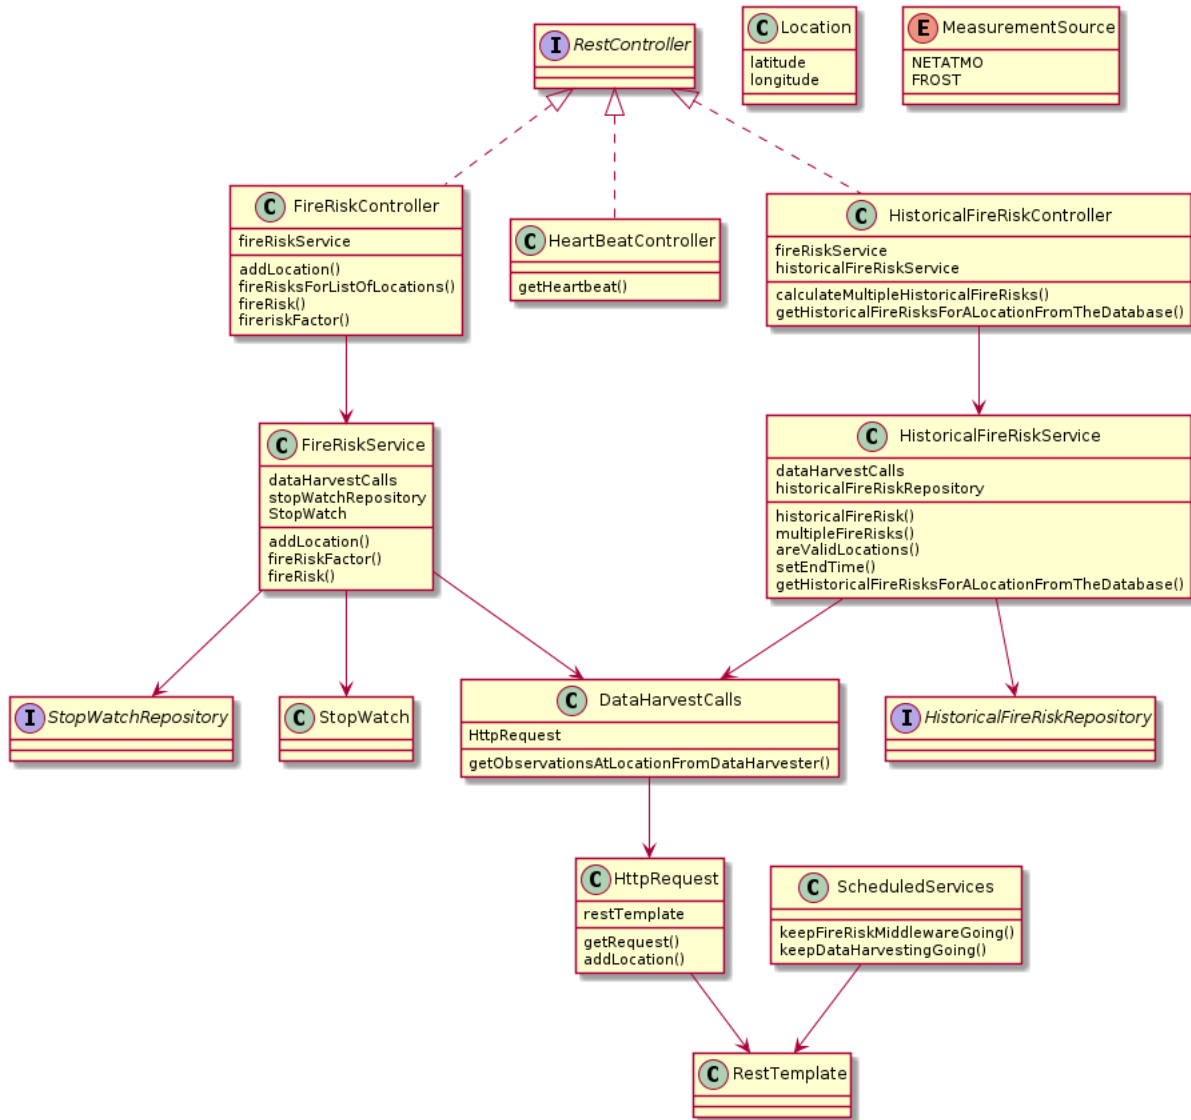 I RestController
C Location
latitude
longitude
E MeasurementSource
NETATMO
FROST
C FireRiskController
fireRiskService
addLocation()
fireRisksForListOfLocations()
fireRisk()
fireriskFactor()
C HeartBeatController
getHeartbeat()
C HistoricalFireRiskController
fireRiskService
historicalFireRiskService
calculateMultipleHistoricalFireRisks()
getHistoricalFireRisksForALocationFromTheDatabase()
C FireRiskService
dataHarvestCalls
stopWatchRepository
StopWatch
addLocation()
fireRiskFactor()
fireRisk()
C HistoricalFireRiskService
dataHarvestCalls
historicalFireRiskRepository
historicalFireRisk()
multipleFireRisks()
areValidLocations()
setEndTime()
getHistoricalFireRisksForALocationFromTheDatabase()
I StopWatchRepository
C StopWatch
C DataHarvestCalls
HttpRequest
getObservationsAtLocationFromDataHarvester()
I HistoricalFireRiskRepository
C HttpRequest
restTemplate
getRequest()
addLocation()
C ScheduledServices
keepFireRiskMiddlewareGoing()
keepDataHarvestingGoing()
C RestTemplate